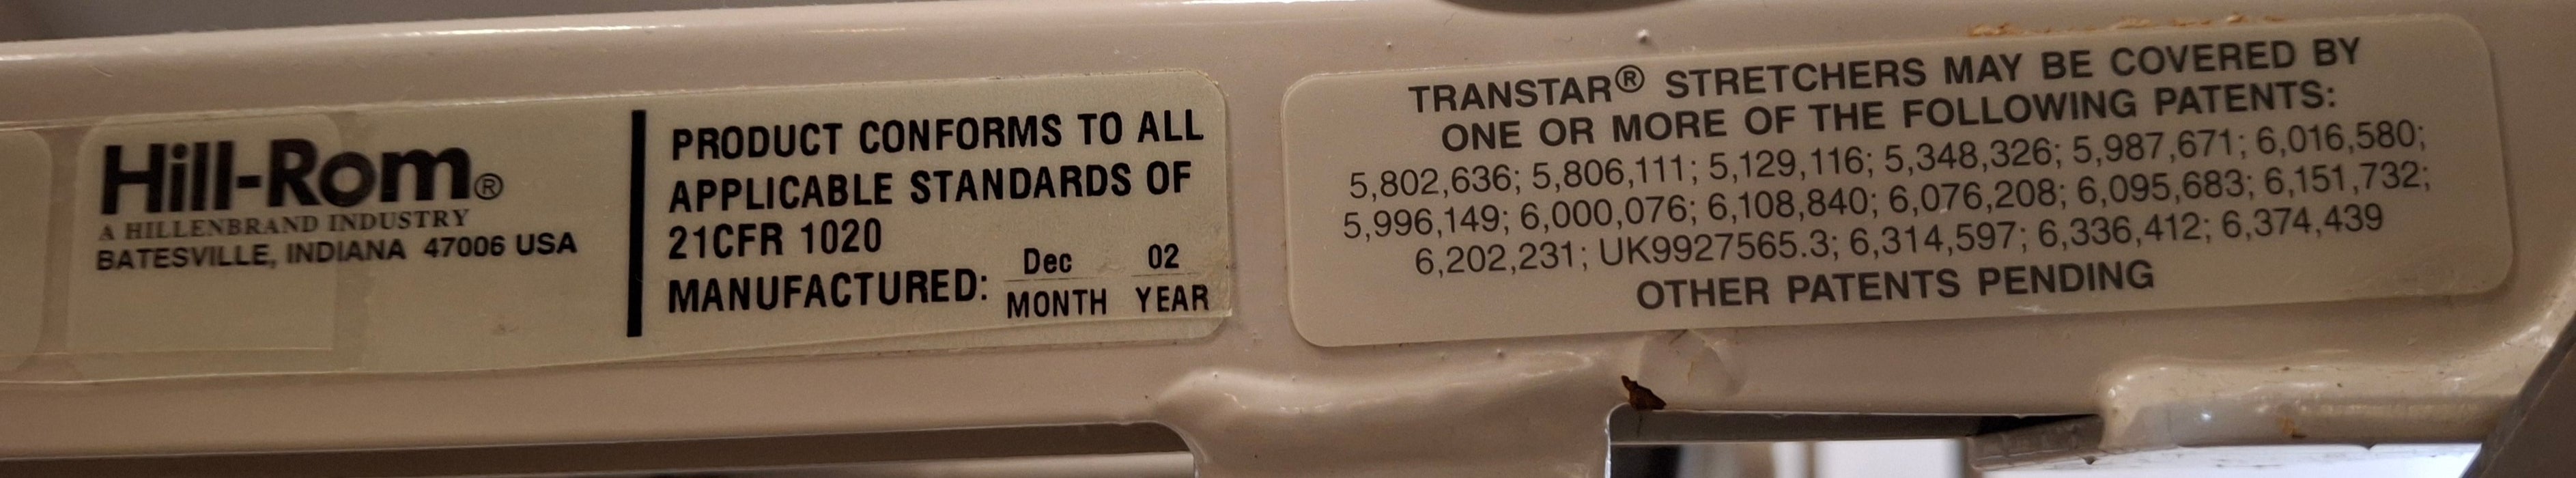 Hill-Rom®
A HILLENBRAND INDUSTRY
BATESVILLE, INDIANA 47006 USA
PRODUCT CONFORMS TO ALL
APPLICABLE STANDARDS OF
21CFR 1020
MANUFACTURED: Dec 02
MONTH YEAR
TRANSTAR® STRETCHERS MAY BE COVERED BY
ONE OR MORE OF THE FOLLOWING PATENTS:
5,802,636; 5,806,111; 5,129,116; 5,348,326; 5,987,671; 6,016,580;
5,996,149; 6,000,076; 6,108,840; 6,076,208; 6,095,683; 6,151,732;
6,202,231; UK9927565.3; 6,314,597; 6,336,412; 6,374,439
OTHER PATENTS PENDING